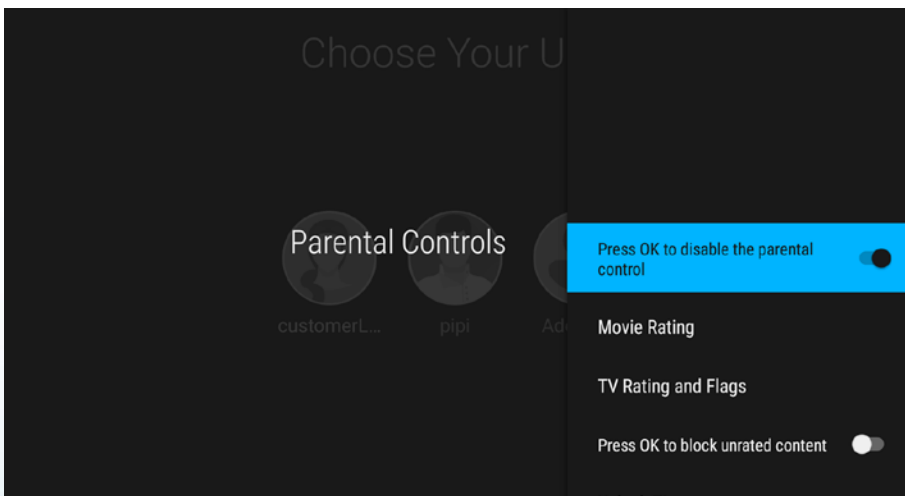 Choose Your U
Parental Controls
customerL...
pipi
Ad
Press OK to disable the parental
control
Movie Rating
TV Rating and Flags
Press OK to block unrated content